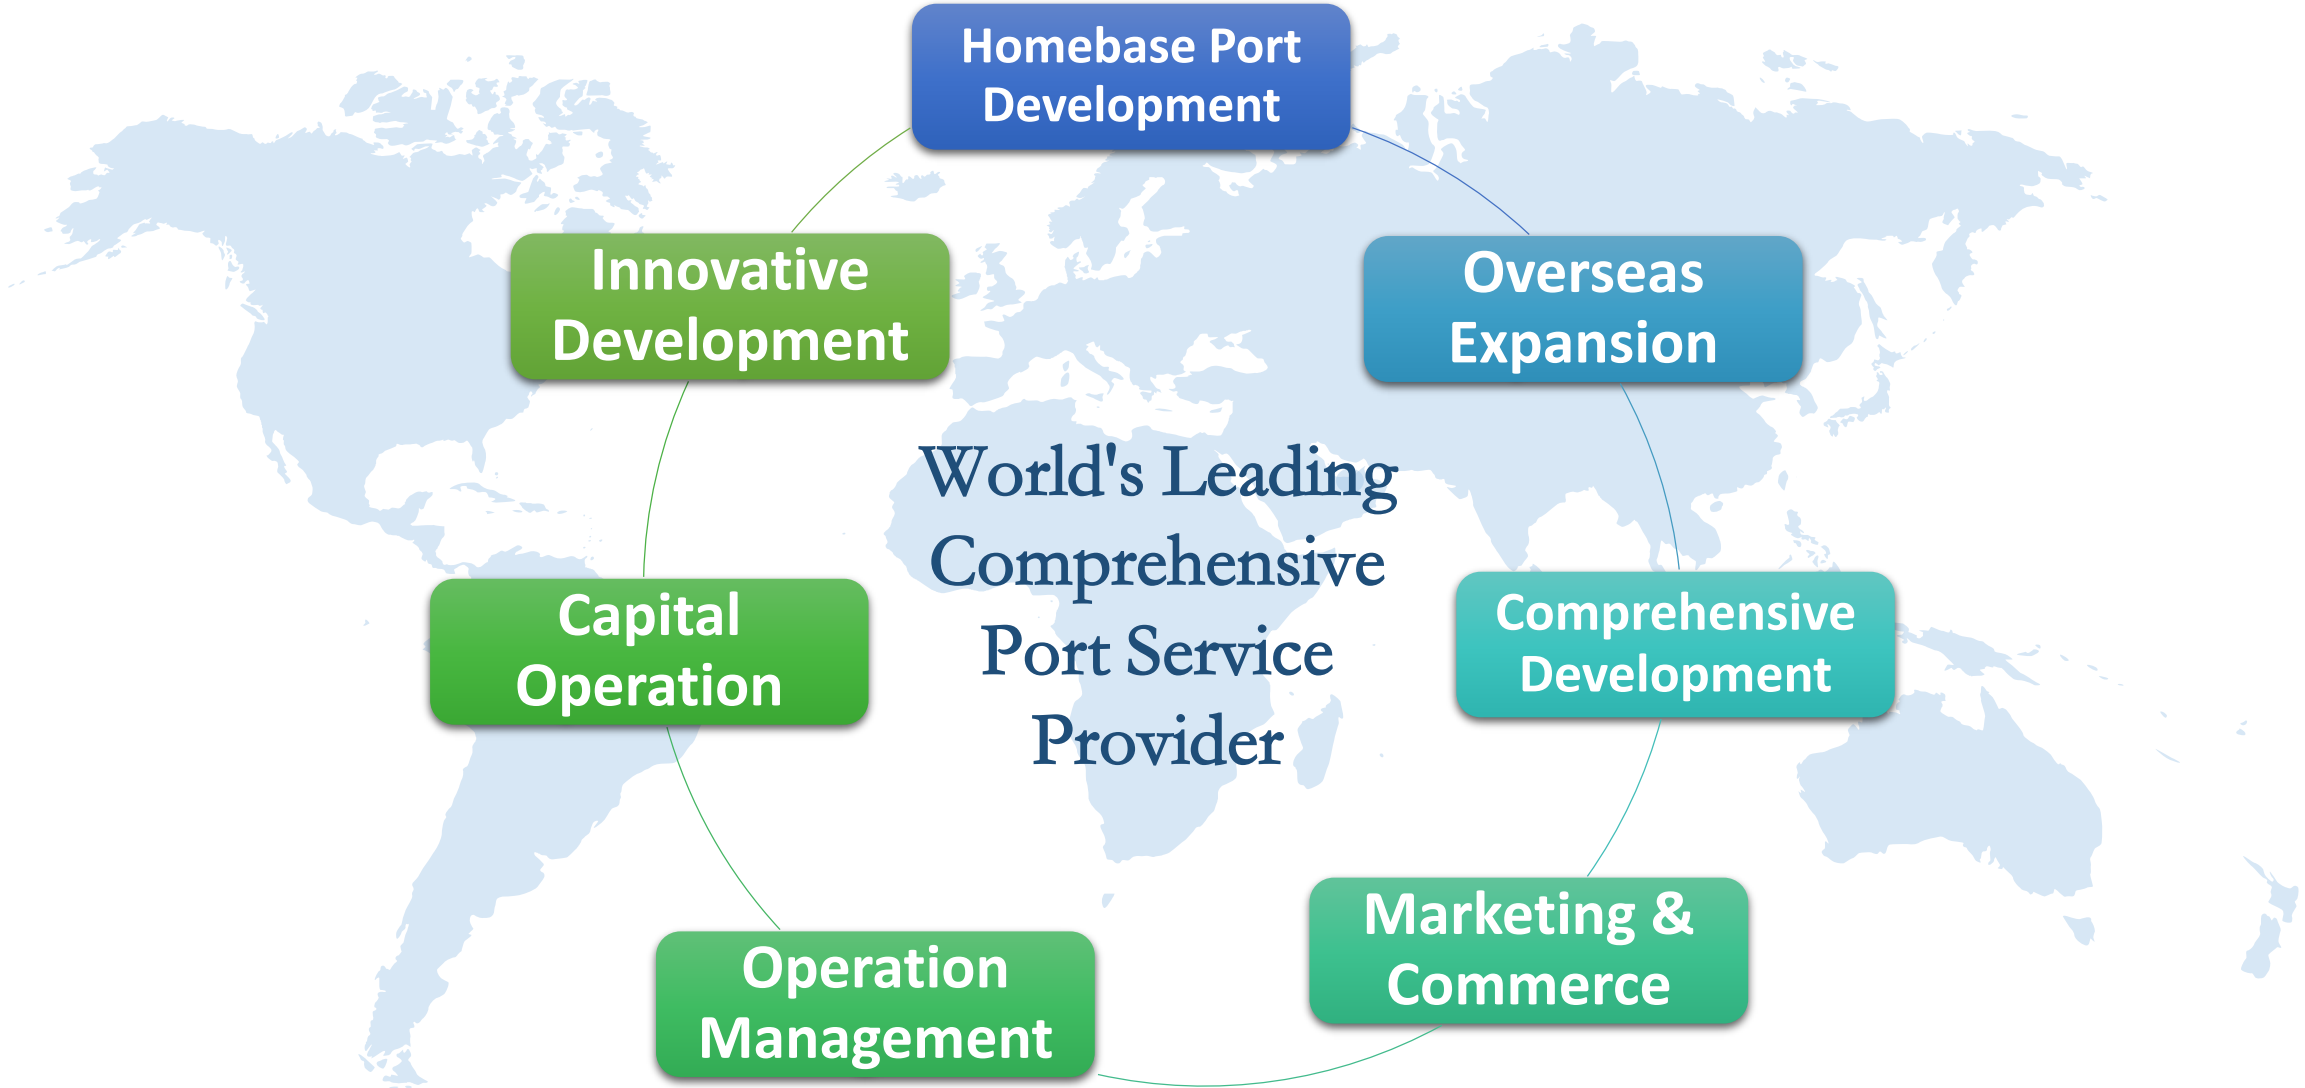 Homebase Port
Development
Innovative
Development
Overseas
Expansion
World's Leading
Comprehensive
Port Service
Provider
Capital
Operation
Comprehensive
Development
Operation
Management
Marketing &
Commerce